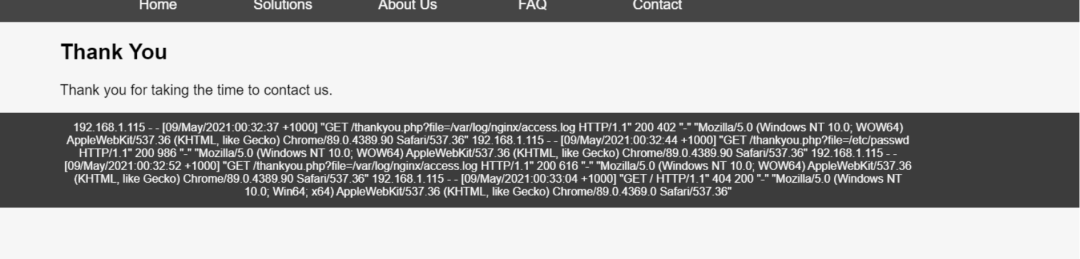 Home Solutions About Us FAQ Contact
Thank You
Thank you for taking the time to contact us.
192.168.1.115 - - [09/May/2021:00:32:37 +1000] "GET /thankyou.php?file=/var/log/nginx/access.log HTTP/1.1" 200 402 "-" "Mozilla/5.0 (Windows NT 10.0; WOW64)
AppleWebKit/537.36 (KHTML, like Gecko) Chrome/89.0.4389.90 Safari/537.36" 192.168.1.115 - - [09/May/2021:00:32:44 +1000] "GET /thankyou.php?file=/etc/passwd
HTTP/1.1" 200 986 "-" "Mozilla/5.0 (Windows NT 10.0; WOW64) AppleWebKit/537.36 (KHTML, like Gecko) Chrome/89.0.4389.90 Safari/537.36" 192.168.1.115 - -
[09/May/2021:00:32:52 +1000] "GET /thankyou.php?file=/var/log/nginx/access.log HTTP/1.1" 200 616 "-" "Mozilla/5.0 (Windows NT 10.0; WOW64) AppleWebKit/537.36
(KHTML, like Gecko) Chrome/89.0.4389.90 Safari/537.36" 192.168.1.115 - - [09/May/2021:00:33:04 +1000] "GET / HTTP/1.1" 404 200 "-" "Mozilla/5.0 (Windows NT
10.0; Win64; x64) AppleWebKit/537.36 (KHTML, like Gecko) Chrome/89.0.4369.0 Safari/537.36"